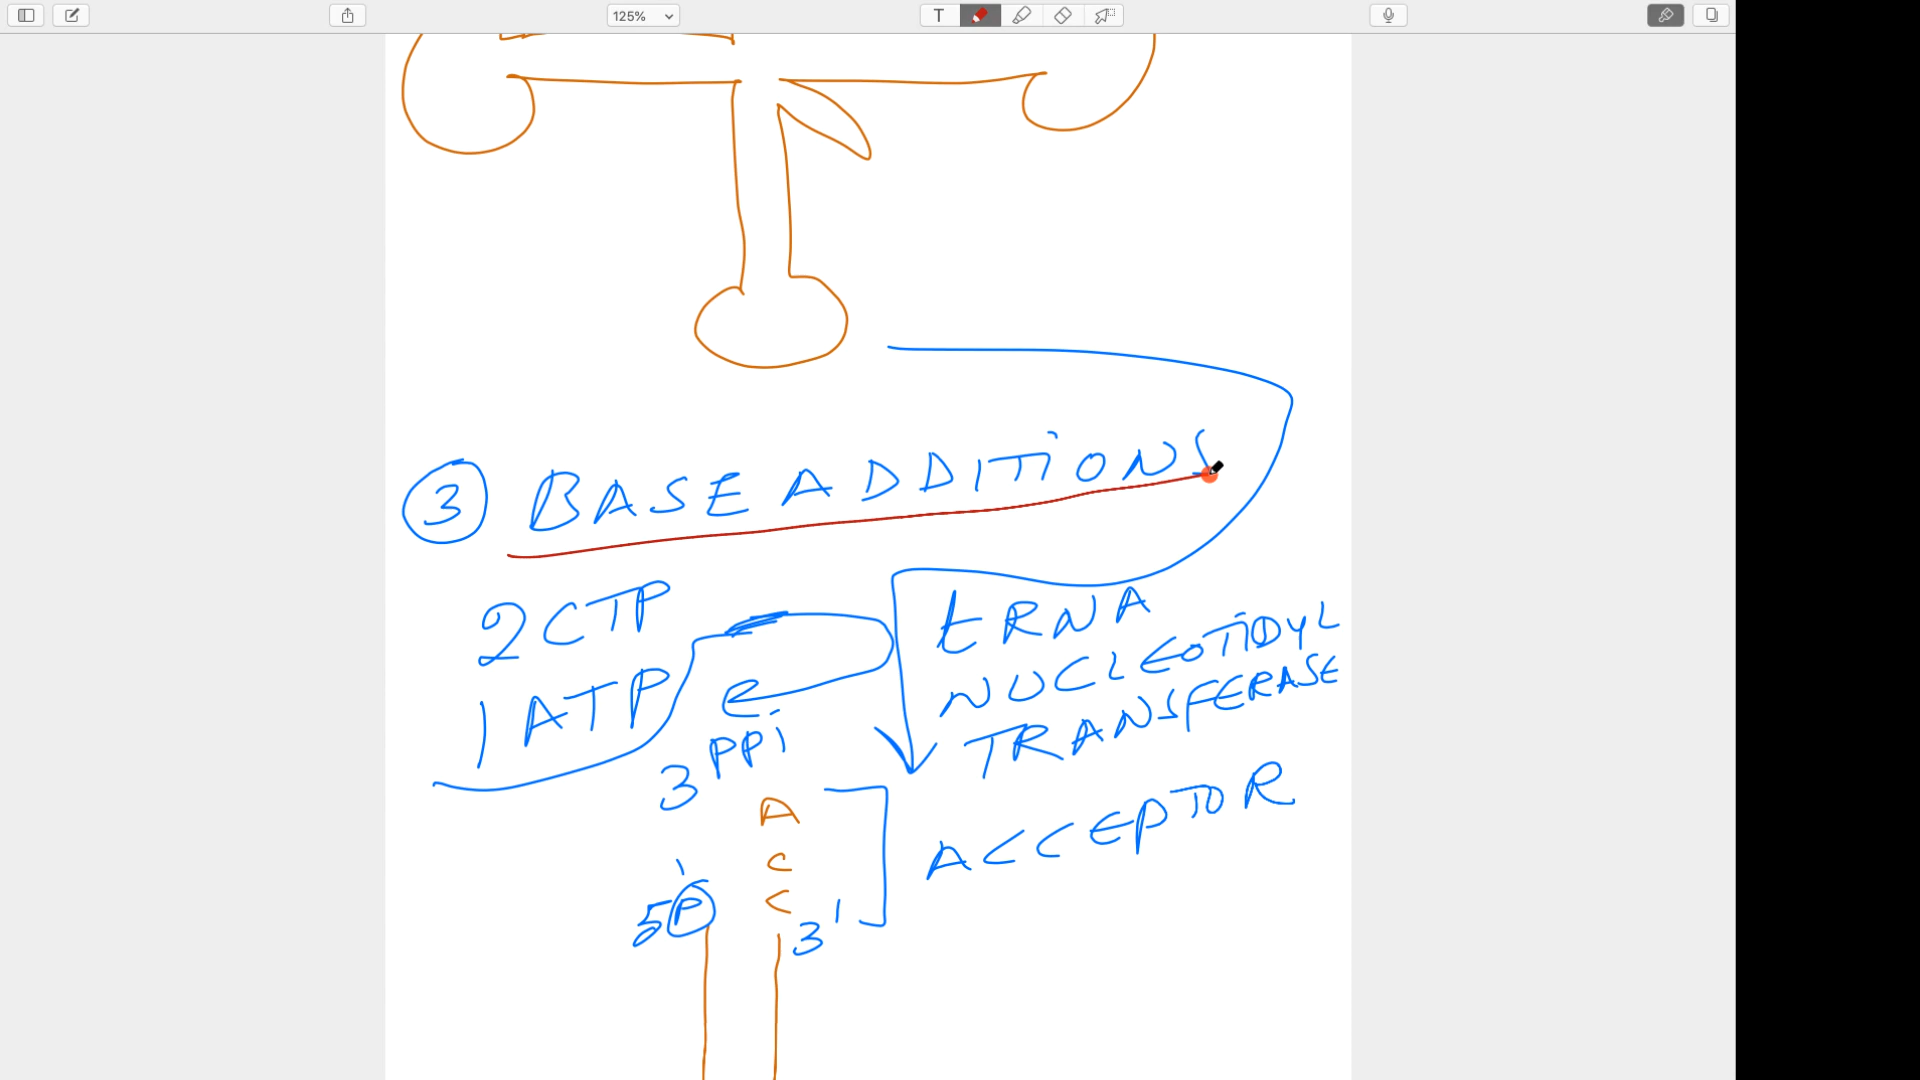 125%
T
3 BASE ADDITIONS
2 CTP
1 ATP
tRNA
NUCLEOTIDYL
TRANSFERASE
3 PPi
A
C
C
ACCEPTOR
5' P
3'